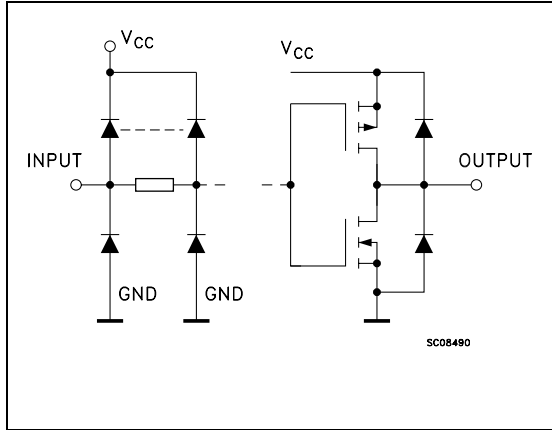 VCC
VCC
INPUT
OUTPUT
GND
GND
SC08490